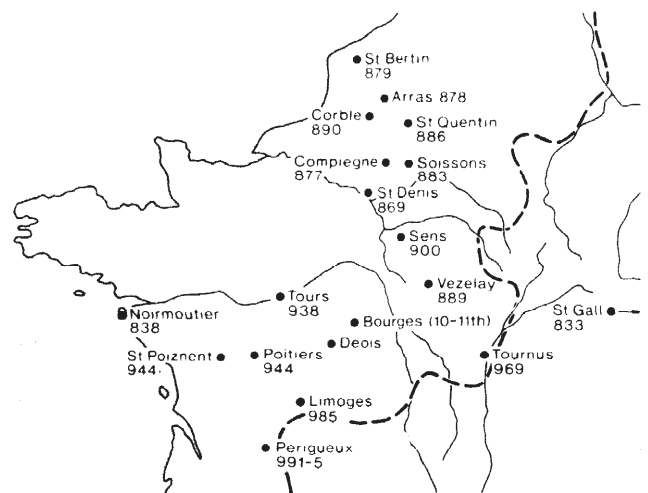 St Bertin
879
Arras 878
Corbie
890
St Quentin
886
Compiegne
877
Soissons
883
St Denis
869
Sens
900
Vezelay
889
Tours
938
Noirmoutier
838
St Gall
833
Bourges (10-11th)
Deois
St Poiznent
944.
Poitiers
944
Tournus
969
Limoges
985
Perigueux
991-5